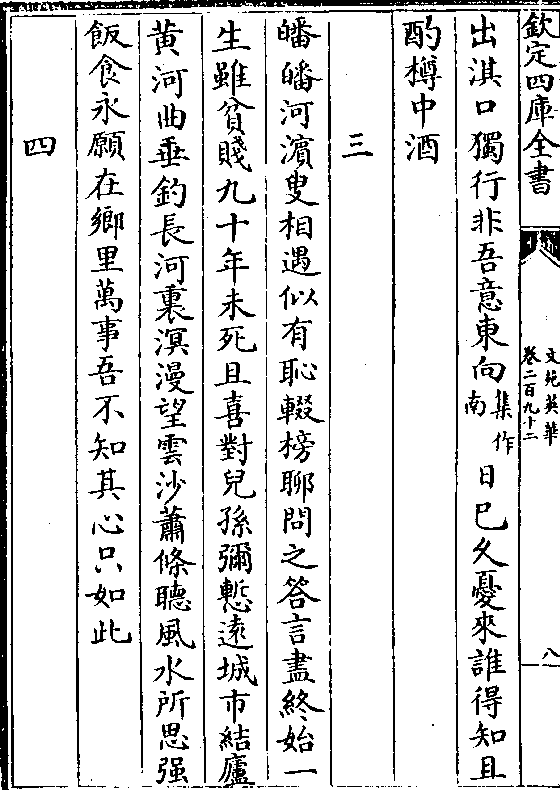 欽定四庫全書
文苑英華
卷二百九十二
八
出淇口獨行非吾意東向集作南日巳久憂來誰得知且
酌樽中酒
三
皤皤河濵叟相遇似有恥輟榜聊問之答言盡終始一
生雖貧賤九十年未死且喜對兒孫彌慙逺城市結廬
黄河曲垂釣長河裏溟漫望雲沙蕭條聽風水所思强
飯食永願在鄉里萬事吾不知其心只如此
四